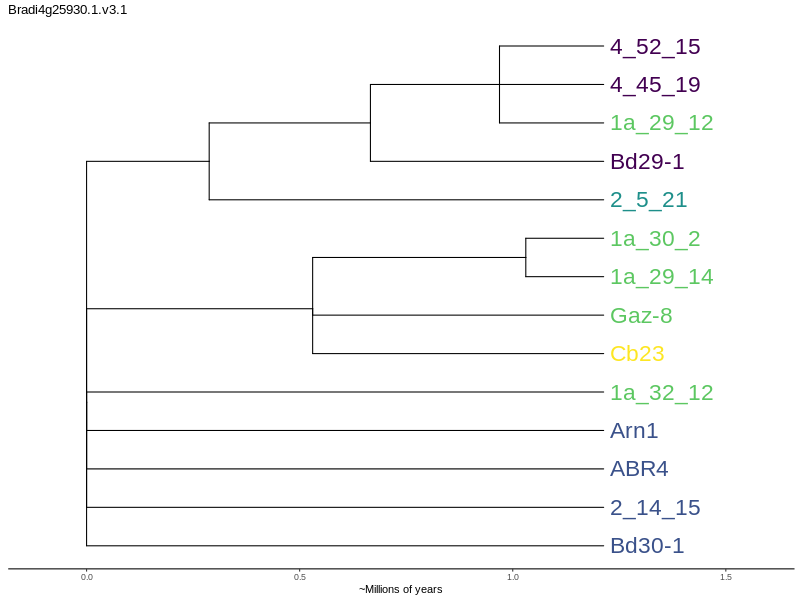 Bradi4g25930.1.v3.1
4_52_15
4_45_19
1a_29_12
Bd29-1
2_5_21
1a_30_2
1a_29_14
Gaz-8
Cb23
1a_32_12
Arn1
ABR4
2_14_15
Bd30-1
0.0 0.5 1.0 1.5
~Millions of years